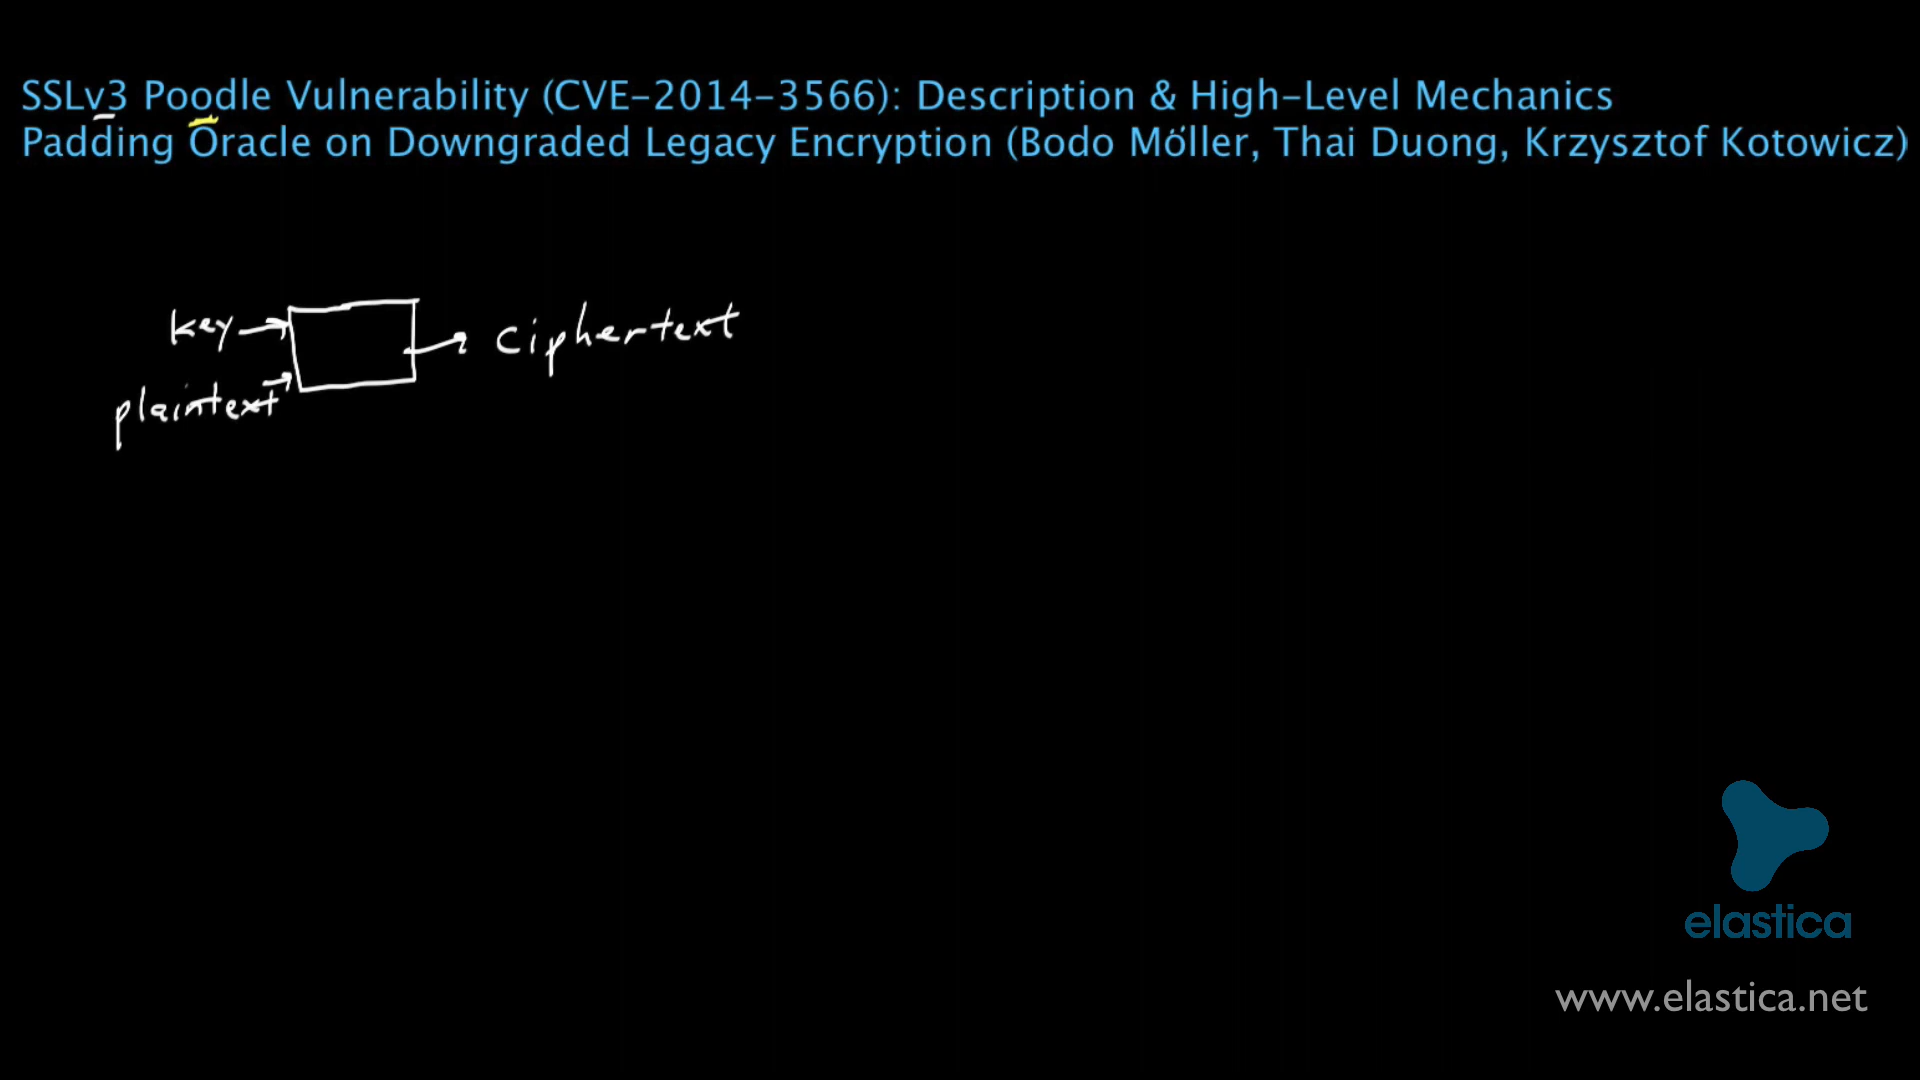 SSLv3 Poodle Vulnerability (CVE-2014-3566): Description & High-Level Mechanics
Padding Oracle on Downgraded Legacy Encryption (Bodo Möller, Thai Duong, Krzysztof Kotowicz)
key
ciphertext
plaintext
elastica
www.elastica.net